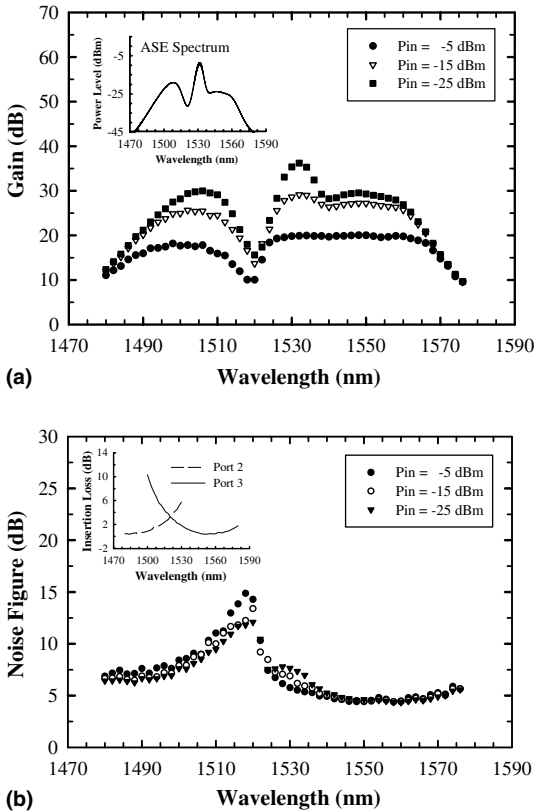 70
60
50
40
30
20
10
0
Gain (dB)
ASE Spectrum
-5
-25
-45
Power Level (dBm)
1470 1510 1530 1550 1590
Wavelength (nm)
Pin = -5 dBm
Pin = -15 dBm
Pin = -25 dBm
1470 1490 1510 1530 1550 1570 1590
Wavelength (nm)
(a)
30
25
20
15
10
5
0
Noise Figure (dB)
14
10
6
2
-2
Insertion Loss (dB)
Port 2
Port 3
1470 1500 1530 1550 1590
Wavelength (nm)
Pin = -5 dBm
Pin = -15 dBm
Pin = -25 dBm
1470 1490 1510 1530 1550 1570 1590
Wavelength (nm)
(b)